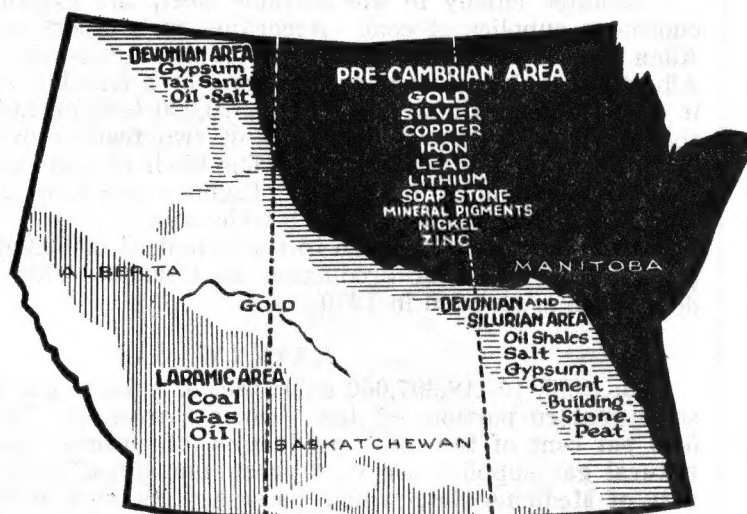 DEVONIAN AREA
Gypsum
Tar Sand
Oil Salt
PRE-CAMBRIAN AREA
GOLD
SILVER
COPPER
IRON
LEAD
LITHIUM
SOAP STONE
MINERAL PIGMENTS
NICKEL
ZINC
ALBERTA
MANITOBA
GOLD
DEVONIAN AND
SILURIAN AREA
Oil Shales
Salt
Gypsum
Cement
Building
Stone.
Peat
LARAMIC AREA
Coal
Gas
Oil
SASKATCHEWAN